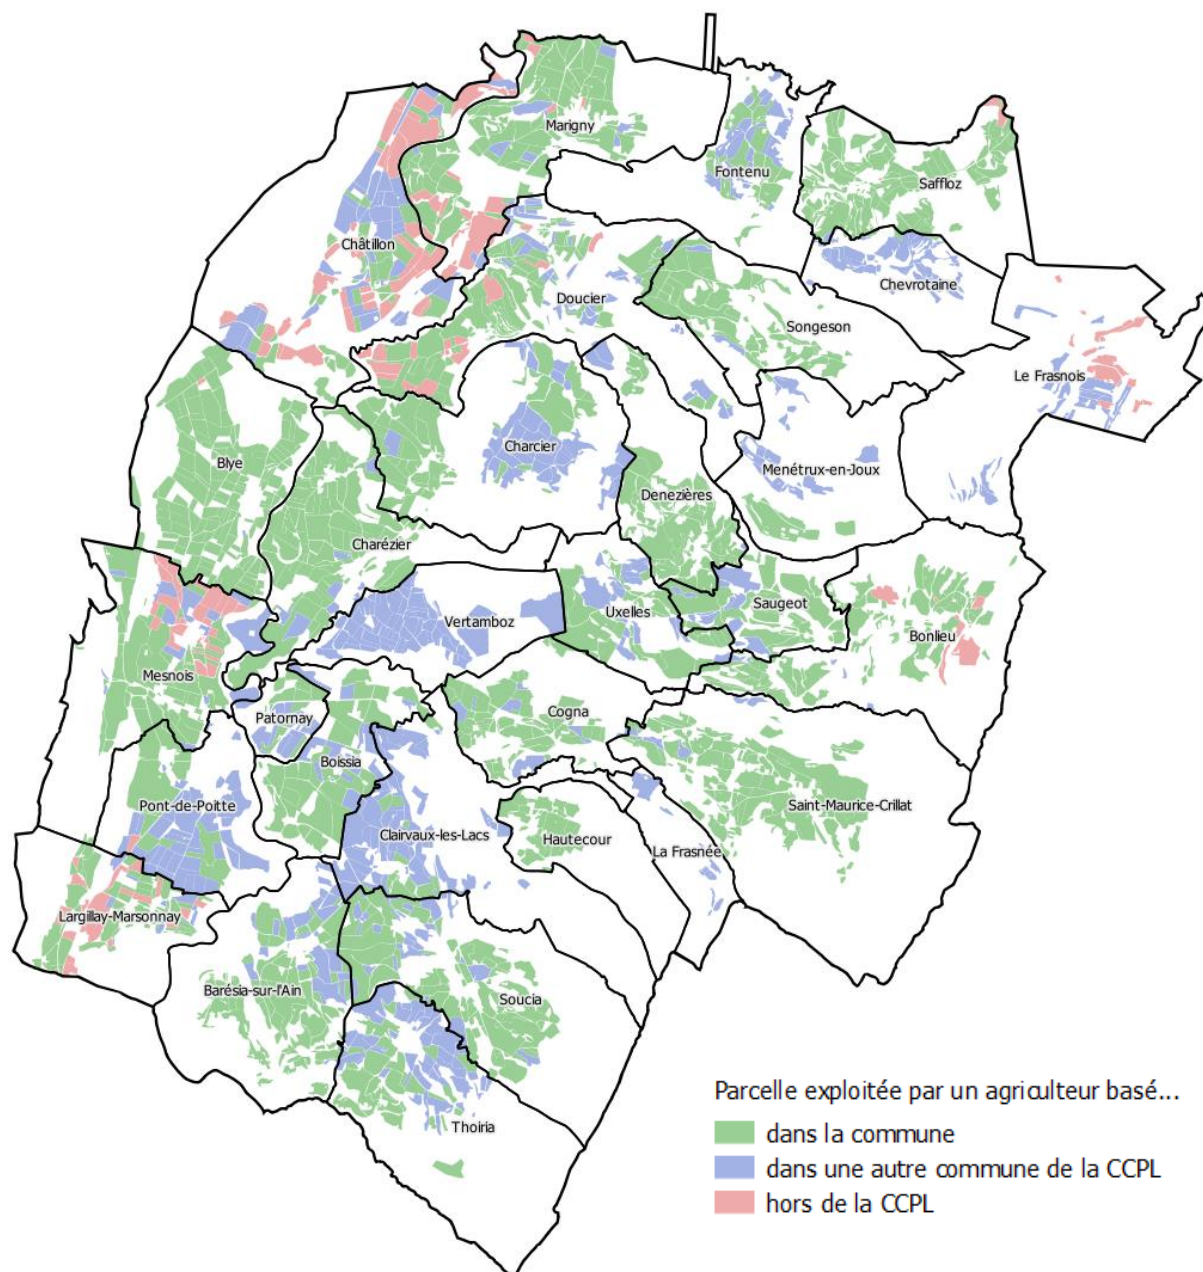 Marigny
Fontenu
Saffloz
Châtillon
Chevrotaine
Doucier
Songeson
Le Frasnois
Charcier
Blye
Menétrux-en-Joux
Denezières
Charézier
Uxelles
Saugeot
Vertamboz
Bonlieu
Mesnois
Cogna
Patornay
Boissia
Pont-de-Poitte
Saint-Maurice-Crillat
Clairvaux-les-Lacs
Hautecour
La Frasnée
Largillay-Marsonnay
Barésia-sur-l'Ain
Soucia
Thoiria
Parcelle exploitée par un agriculteur basé...
dans la commune
dans une autre commune de la CCPL
hors de la CCPL